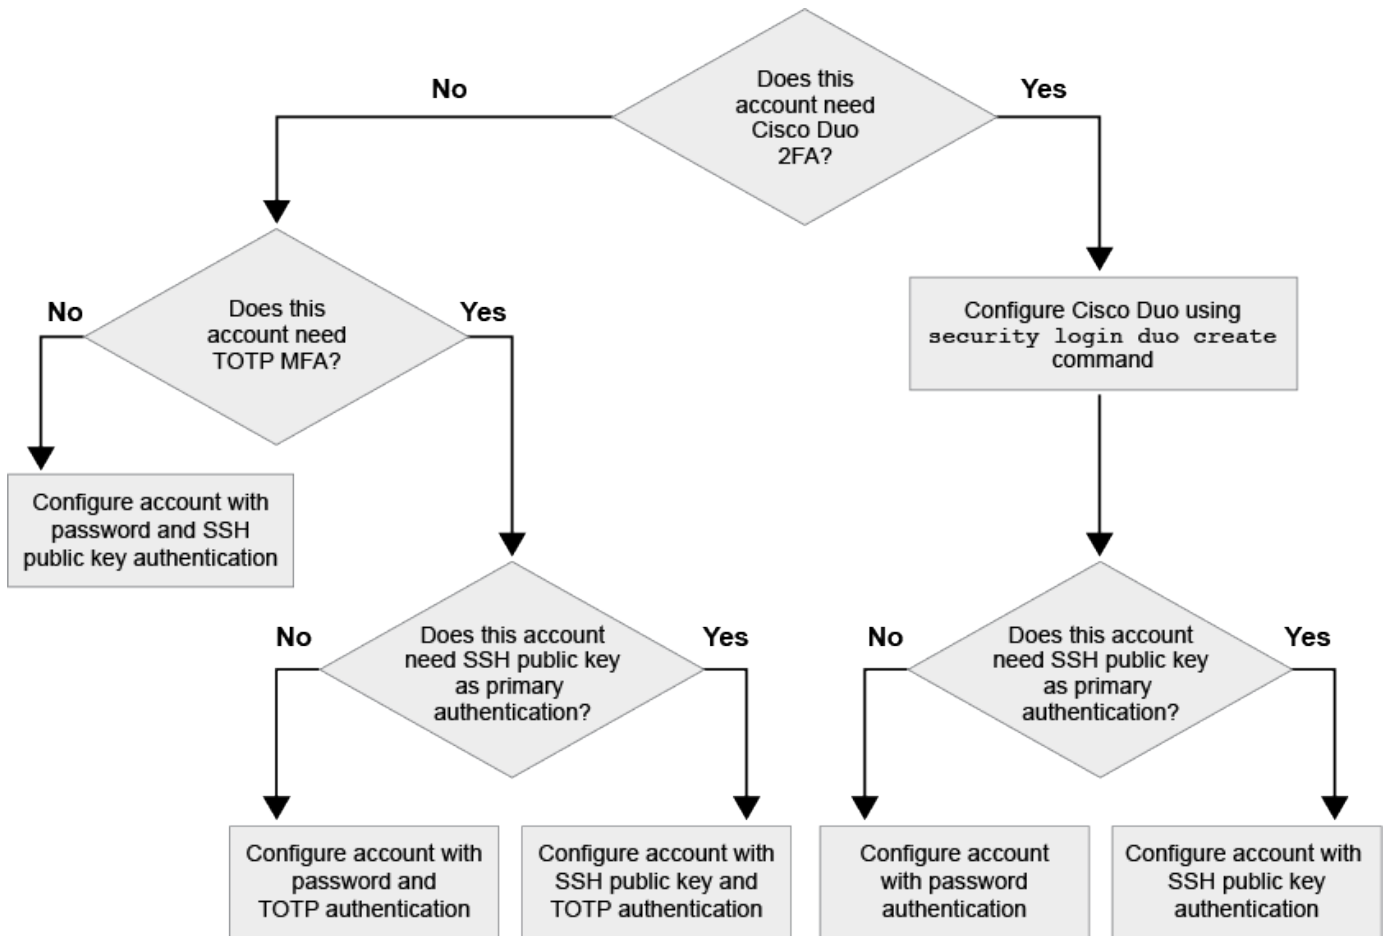 Does this
account need
Cisco Duo
2FA?
No
Yes
Does this
account need
TOTP MFA?
No
Yes
Configure Cisco Duo using
security login duo create
command
Configure account with
password and SSH
public key authentication
Does this account
need SSH public key
as primary
authentication?
No
Yes
Does this account
need SSH public key
as primary
authentication?
No
Yes
Configure account with
password and
TOTP authentication
Configure account with
SSH public key and
TOTP authentication
Configure account
with password
authentication
Configure account with
SSH public key
authentication